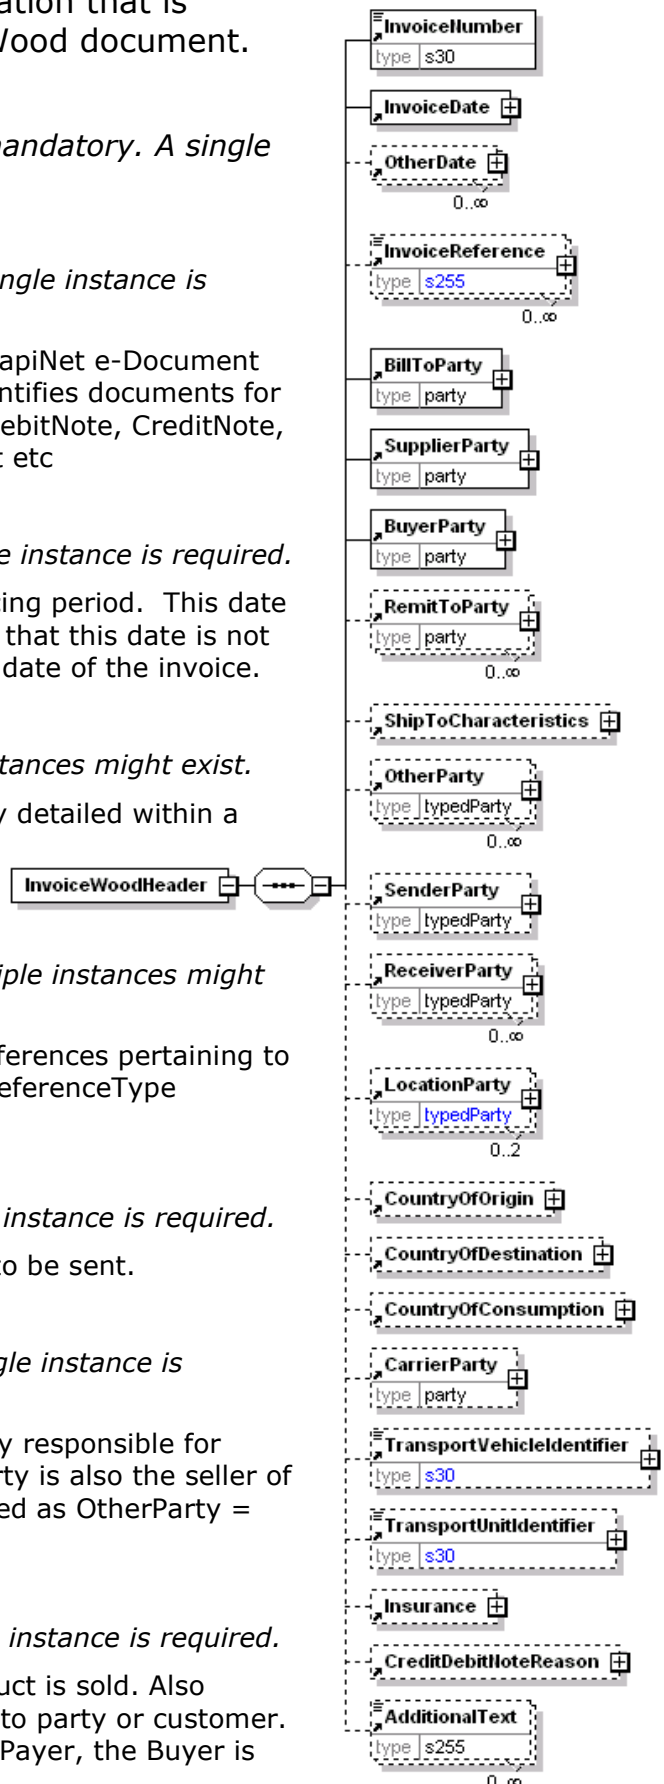 ation that is
Wood document.
mandatory. A single
ngle instance is
apiNet e-Document
ntifies documents for
ebitNote, CreditNote,
t etc
e instance is required.
ing period. This date
that this date is not
date of the invoice.
tances might exist.
y detailed within a
iple instances might
ferences pertaining to
eferenceType
instance is required.
to be sent.
gle instance is
y responsible for
rty is also the seller of
ed as OtherParty =
instance is required.
uct is sold. Also
to party or customer.
Payer, the Buyer is
InvoiceWoodHeader
InvoiceNumber
type s30
InvoiceDate
OtherDate
0..∞
InvoiceReference
type s255
0..∞
BillToParty
type party
SupplierParty
type party
BuyerParty
type party
RemitToParty
type party
0..∞
ShipToCharacteristics
OtherParty
type typedParty
0..∞
SenderParty
type typedParty
ReceiverParty
type typedParty
0..∞
LocationParty
type typedParty
0..2
CountryOfOrigin
CountryOfDestination
CountryOfConsumption
CarrierParty
type party
TransportVehicleIdentifier
type s30
TransportUnitIdentifier
type s30
Insurance
CreditDebitNoteReason
AdditionalText
type s255
0..∞